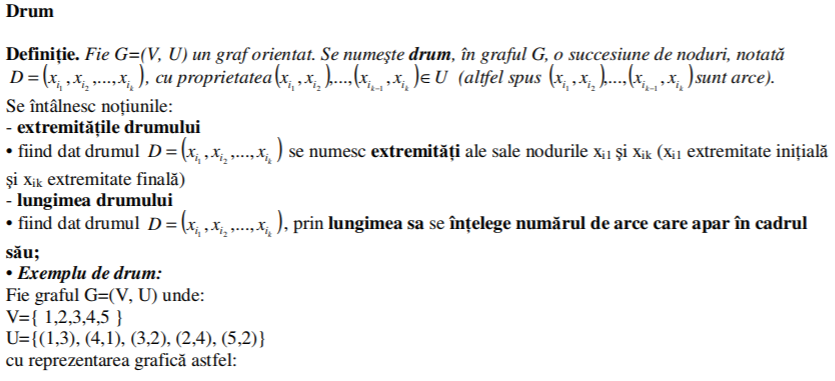 Drum
Definiţie. Fie G=(V, U) un graf orientat. Se numeşte drum, în graful G, o succesiune de noduri, notată
D = (x_{i_1}, x_{i_2},..., x_{i_k}), cu proprietatea (x_{i_1}, x_{i_2}),...,(x_{i_{k-1}}, x_{i_k}) ∈ U (altfel spus (x_{i_1}, x_{i_2}),...,(x_{i_{k-1}}, x_{i_k}) sunt arce).
Se întâlnesc noţiunile:
- extremităţile drumului
• fiind dat drumul D = (x_{i_1}, x_{i_2},..., x_{i_k}) se numesc extremităţi ale sale nodurile x_{i1} şi x_{ik} (x_{i1} extremitate iniţială
şi x_{ik} extremitate finală)
- lungimea drumului
• fiind dat drumul D = (x_{i_1}, x_{i_2},..., x_{i_k}), prin lungimea sa se înţelege numărul de arce care apar în cadrul
său;
• Exemplu de drum:
Fie graful G=(V, U) unde:
V={ 1,2,3,4,5 }
U={(1,3), (4,1), (3,2), (2,4), (5,2)}
cu reprezentarea grafică astfel: